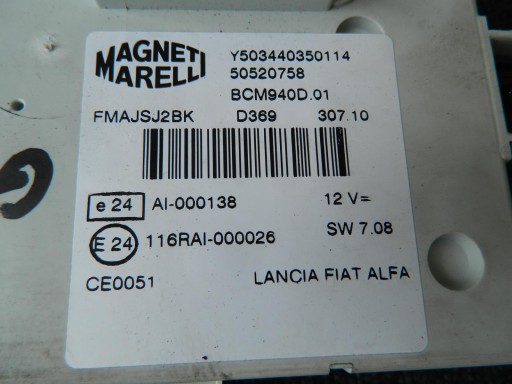 MAGNETI MARELLI
Y503440350114
50520758
BCM940D.01
FMAJSJ2BK D369 307.10
e 24 AI-000138 12 V=
E 24 116RAI-000026 SW 7.08
CE0051 LANCIA FIAT ALFA